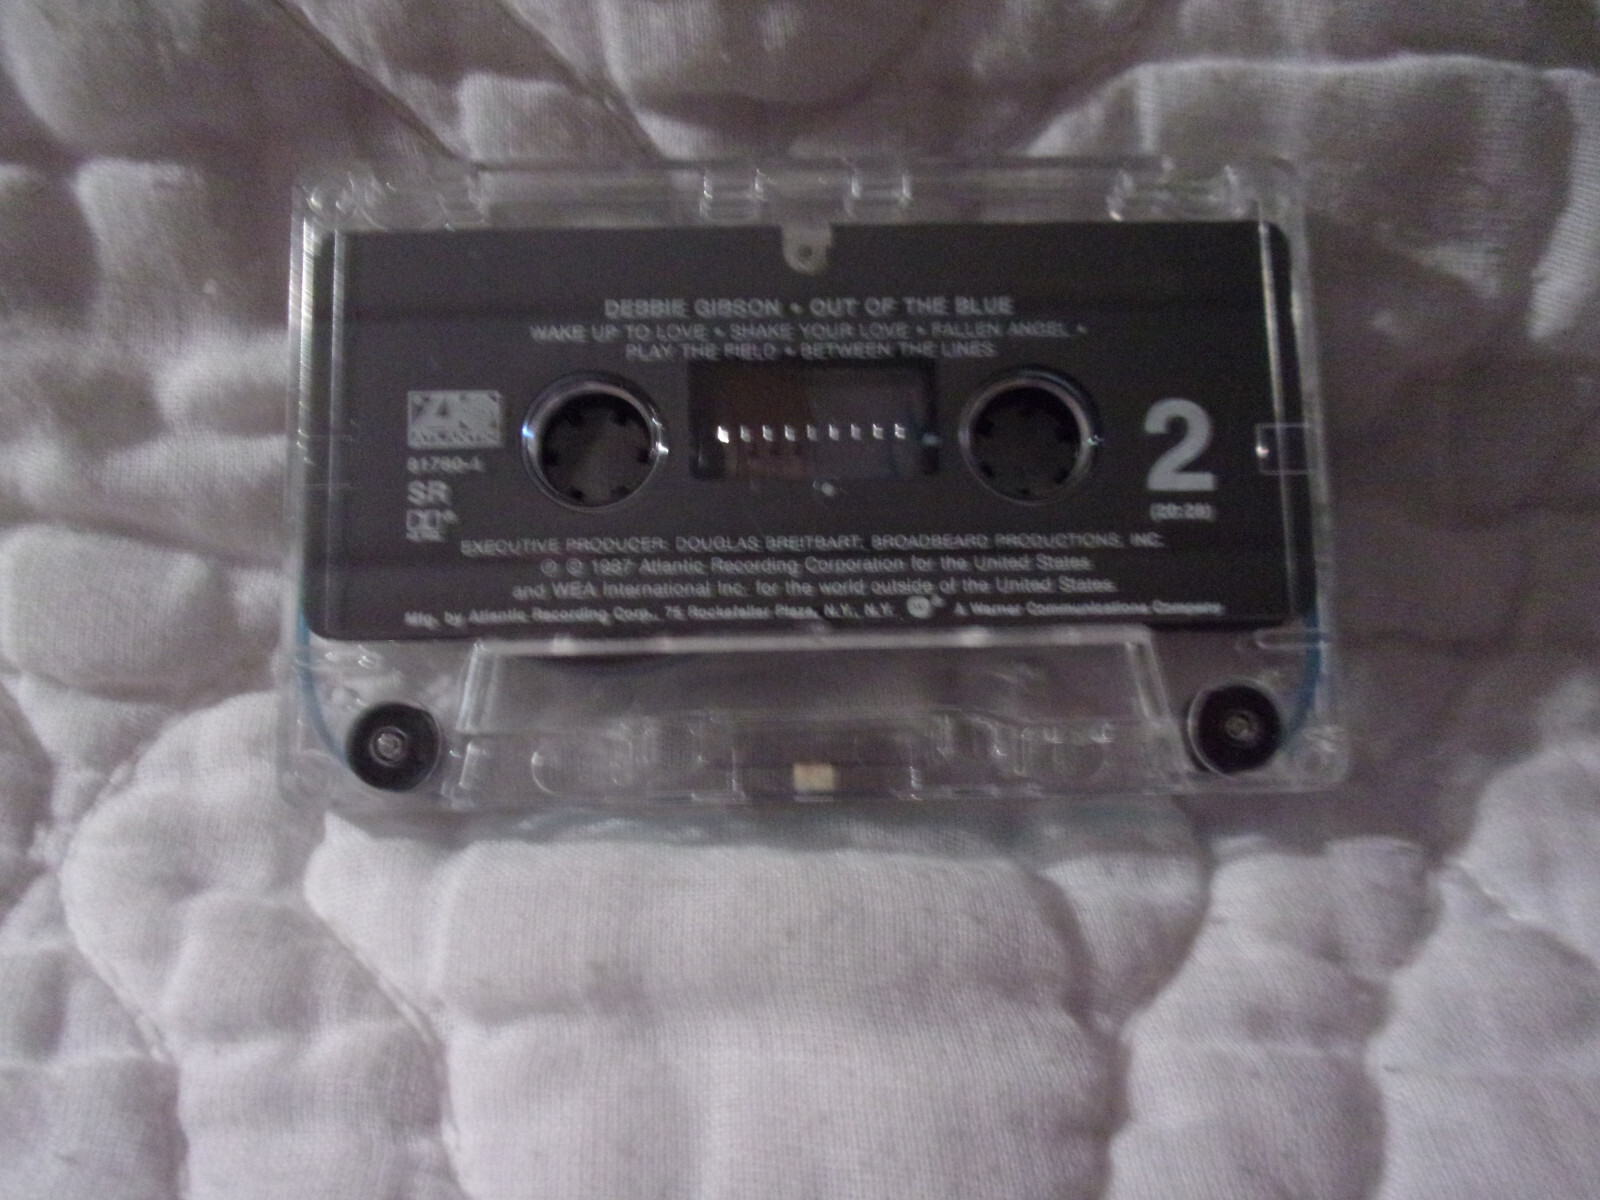 DEBBIE GIBSON • OUT OF THE BLUE
WAKE UP TO LOVE • SHAKE YOUR LOVE • FALLEN ANGEL •
PLAY THE FIELD • BETWEEN THE LINES
ATLANTIC
81780-4
SR
2
(20:28)
EXECUTIVE PRODUCER: DOUGLAS BREITBART; BROADBEARD PRODUCTIONS, INC.
℗ © 1987 Atlantic Recording Corporation for the United States
and WEA International Inc. for the world outside of the United States.
Mfg. by Atlantic Recording Corp., 75 Rockefeller Plaza, N.Y., N.Y. A Warner Communications Company